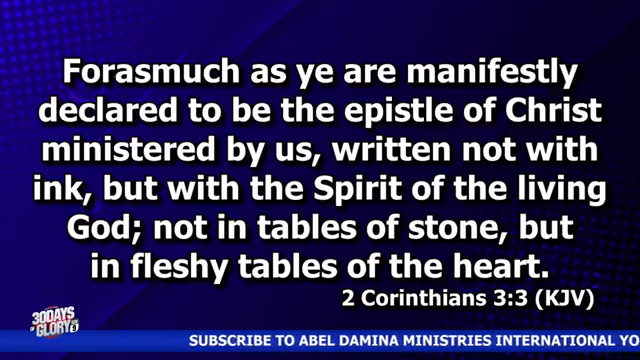 Forasmuch as ye are manifestly
declared to be the epistle of Christ
ministered by us, written not with
ink, but with the Spirit of the living
God; not in tables of stone, but
in fleshy tables of the heart.
2 Corinthians 3:3 (KJV)
30DAYS
OF GLORY
SUBSCRIBE TO ABEL DAMINA MINISTRIES INTERNATIONAL YO